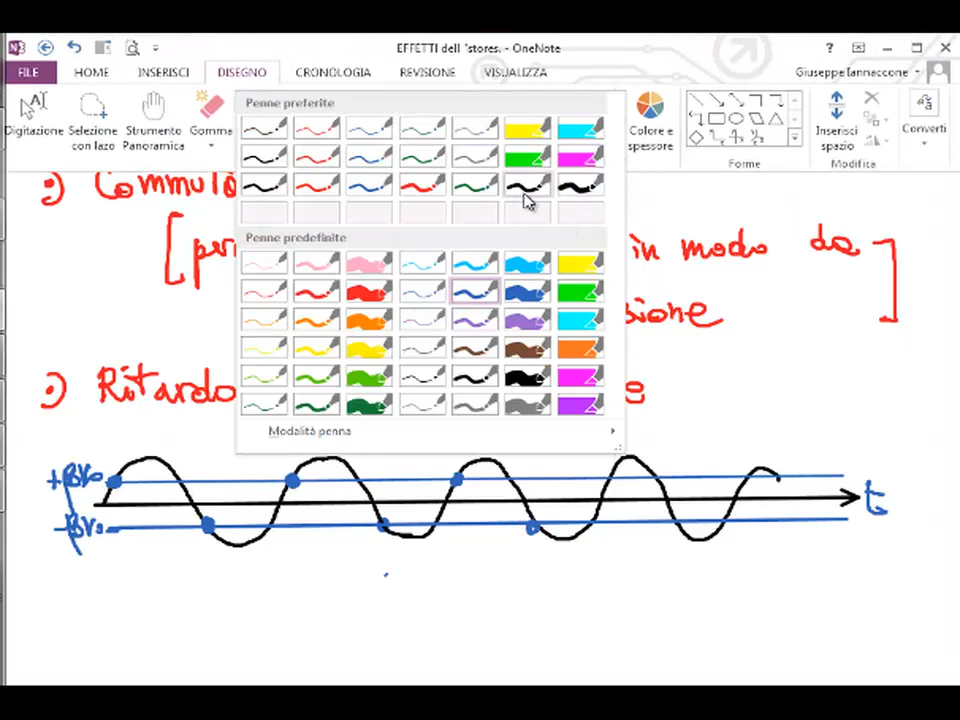 EFFETTI dell 'stores. - OneNote
?
FILE HOME INSERISCI DISEGNO CRONOLOGIA REVISIONE VISUALIZZA Giuseppe Iannaccone
Penne preferite
Digitazione
Selezione con lazo
Strumento Panoramica
Gomma
Colore e spessore
Forme
Inserisci spazio
Modifica
Converti
•) Commuta
[per in modo da ]
sione
Penne predefinite
•) Ritardo
Modalità penna
+βV₀
-βV₀
t